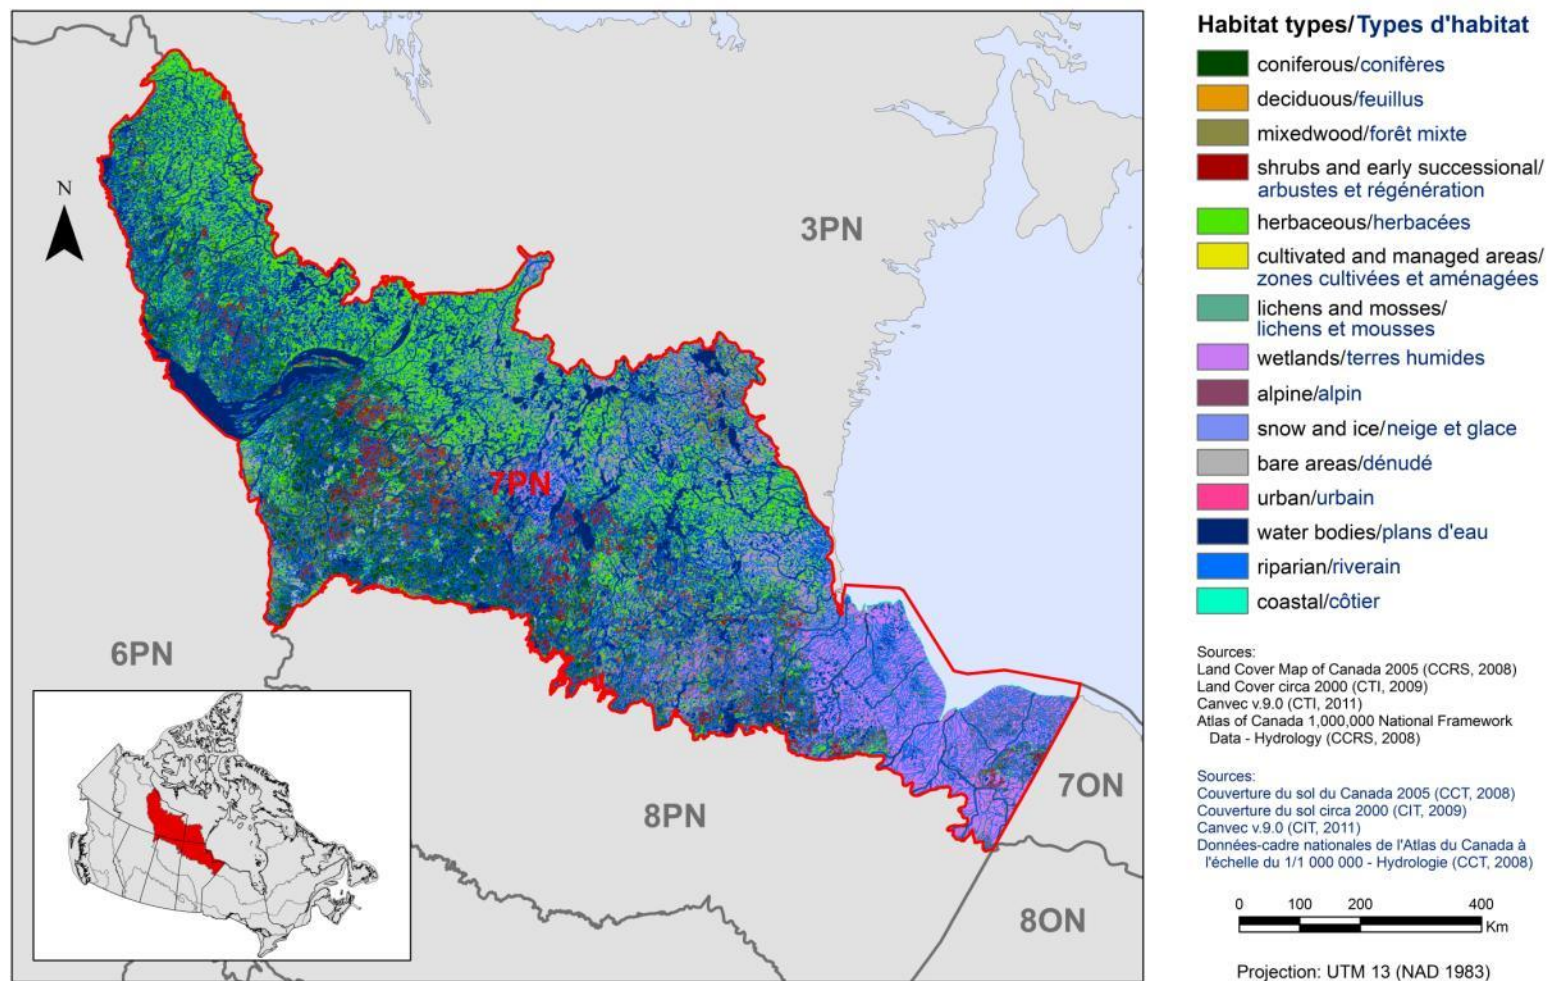 Habitat types/Types d'habitat
coniferous/conifères
deciduous/feuillus
mixedwood/forêt mixte
shrubs and early successional/
arbustes et régénération
herbaceous/herbacées
cultivated and managed areas/
zones cultivées et aménagées
lichens and mosses/
lichens et mousses
wetlands/terres humides
alpine/alpin
snow and ice/neige et glace
bare areas/dénudé
urban/urbain
water bodies/plans d'eau
riparian/riverain
coastal/côtier
N
3PN
7PN
6PN
8PN
7ON
8ON
Sources:
Land Cover Map of Canada 2005 (CCRS, 2008)
Land Cover circa 2000 (CTI, 2009)
Canvec v.9.0 (CTI, 2011)
Atlas of Canada 1,000,000 National Framework
Data - Hydrology (CCRS, 2008)
Sources:
Couverture du sol du Canada 2005 (CCT, 2008)
Couverture du sol circa 2000 (CIT, 2009)
Canvec v.9.0 (CIT, 2011)
Données-cadre nationales de l'Atlas du Canada à
l'échelle du 1/1 000 000 - Hydrologie (CCT, 2008)
0 100 200 400
Km
Projection: UTM 13 (NAD 1983)